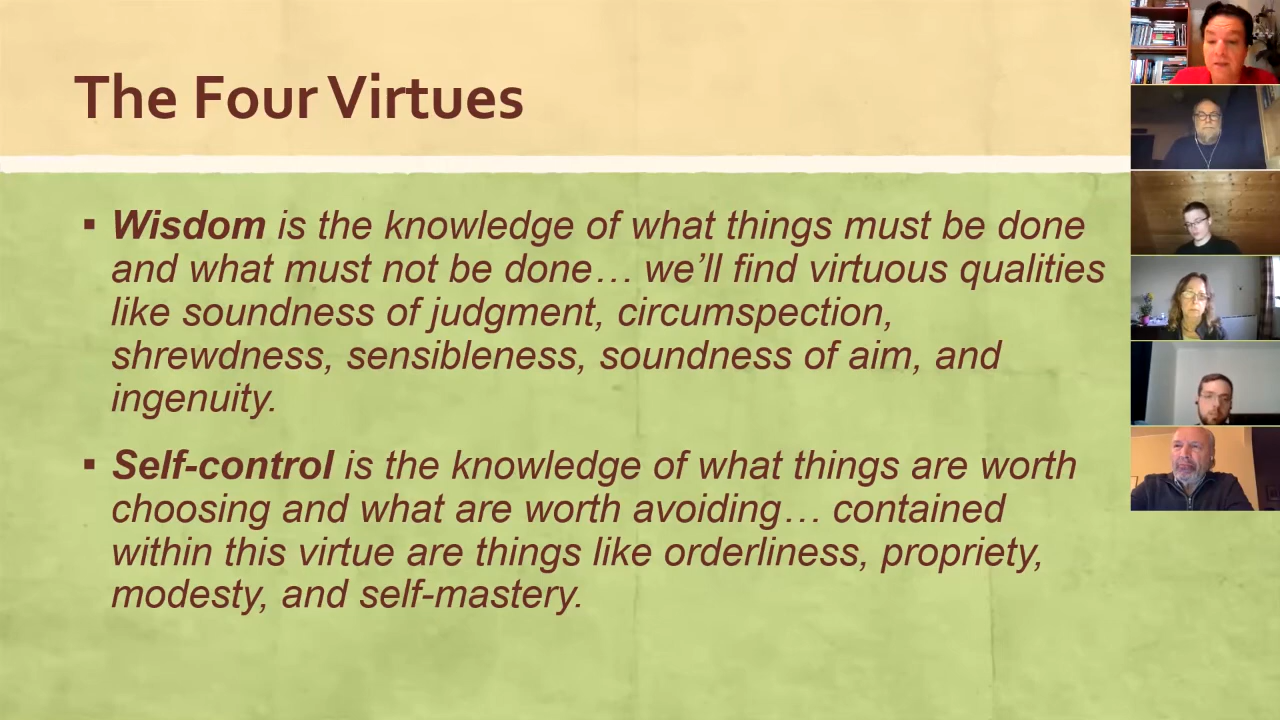 The Four Virtues
▪ Wisdom is the knowledge of what things must be done
and what must not be done… we’ll find virtuous qualities
like soundness of judgment, circumspection,
shrewdness, sensibleness, soundness of aim, and
ingenuity.
▪ Self-control is the knowledge of what things are worth
choosing and what are worth avoiding… contained
within this virtue are things like orderliness, propriety,
modesty, and self-mastery.